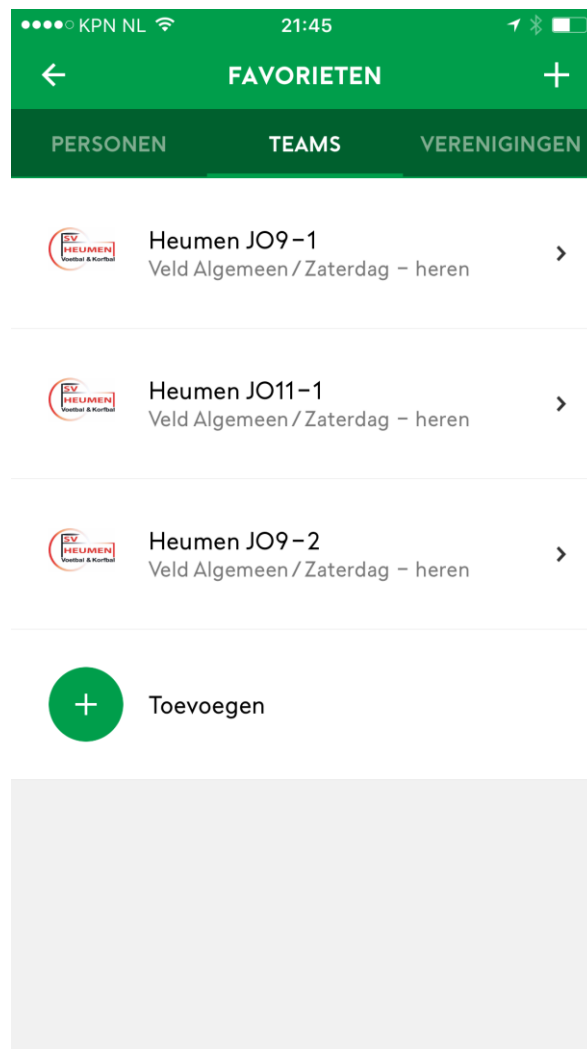 KPN NL 21:45
FAVORIETEN
PERSONEN TEAMS VERENIGINGEN
SV
HEUMEN
Voetbal & Korfbal
Heumen JO9-1
Veld Algemeen / Zaterdag - heren
SV
HEUMEN
Voetbal & Korfbal
Heumen JO11-1
Veld Algemeen / Zaterdag - heren
SV
HEUMEN
Voetbal & Korfbal
Heumen JO9-2
Veld Algemeen / Zaterdag - heren
Toevoegen